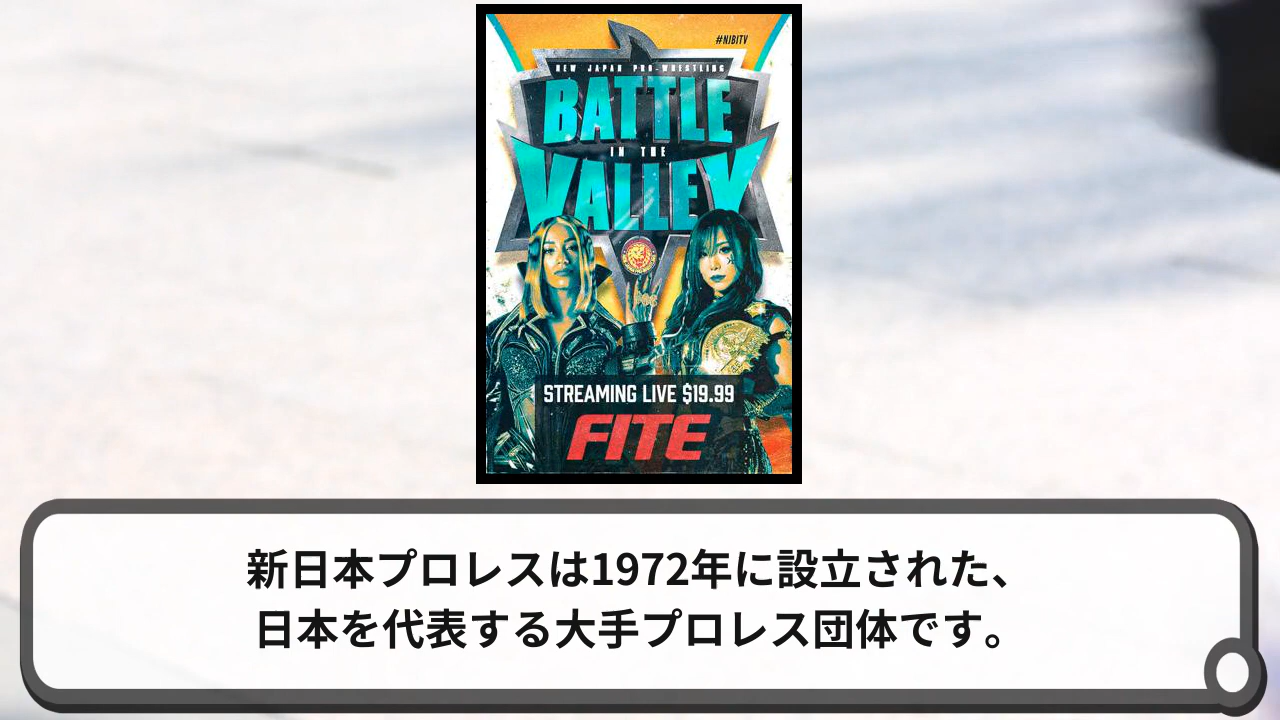 #NJBITV
NEW JAPAN PRO-WRESTLING
BATTLE
IN THE
VALLEY
STREAMING LIVE $19.99
FITE
新日本プロレスは1972年に設立された、
日本を代表する大手プロレス団体です。